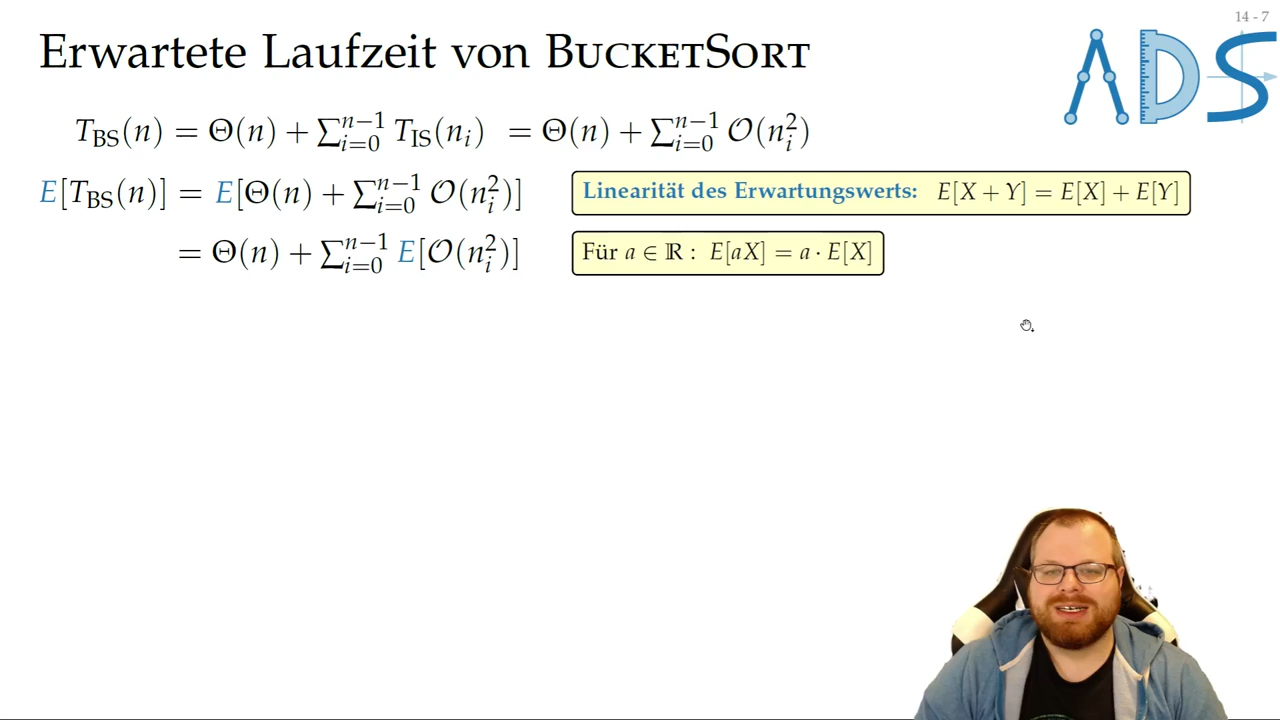 14 - 7
Erwartete Laufzeit von BUCKETSORT
ADS
T_BS(n) = Θ(n) + ∑_{i=0}^{n−1} T_IS(n_i) = Θ(n) + ∑_{i=0}^{n−1} 𝒪(n_i^2)
E[T_BS(n)] = E[Θ(n) + ∑_{i=0}^{n−1} 𝒪(n_i^2)]
Linearität des Erwartungswerts: E[X + Y] = E[X] + E[Y]
= Θ(n) + ∑_{i=0}^{n−1} E[𝒪(n_i^2)]
Für a ∈ ℝ : E[aX] = a · E[X]